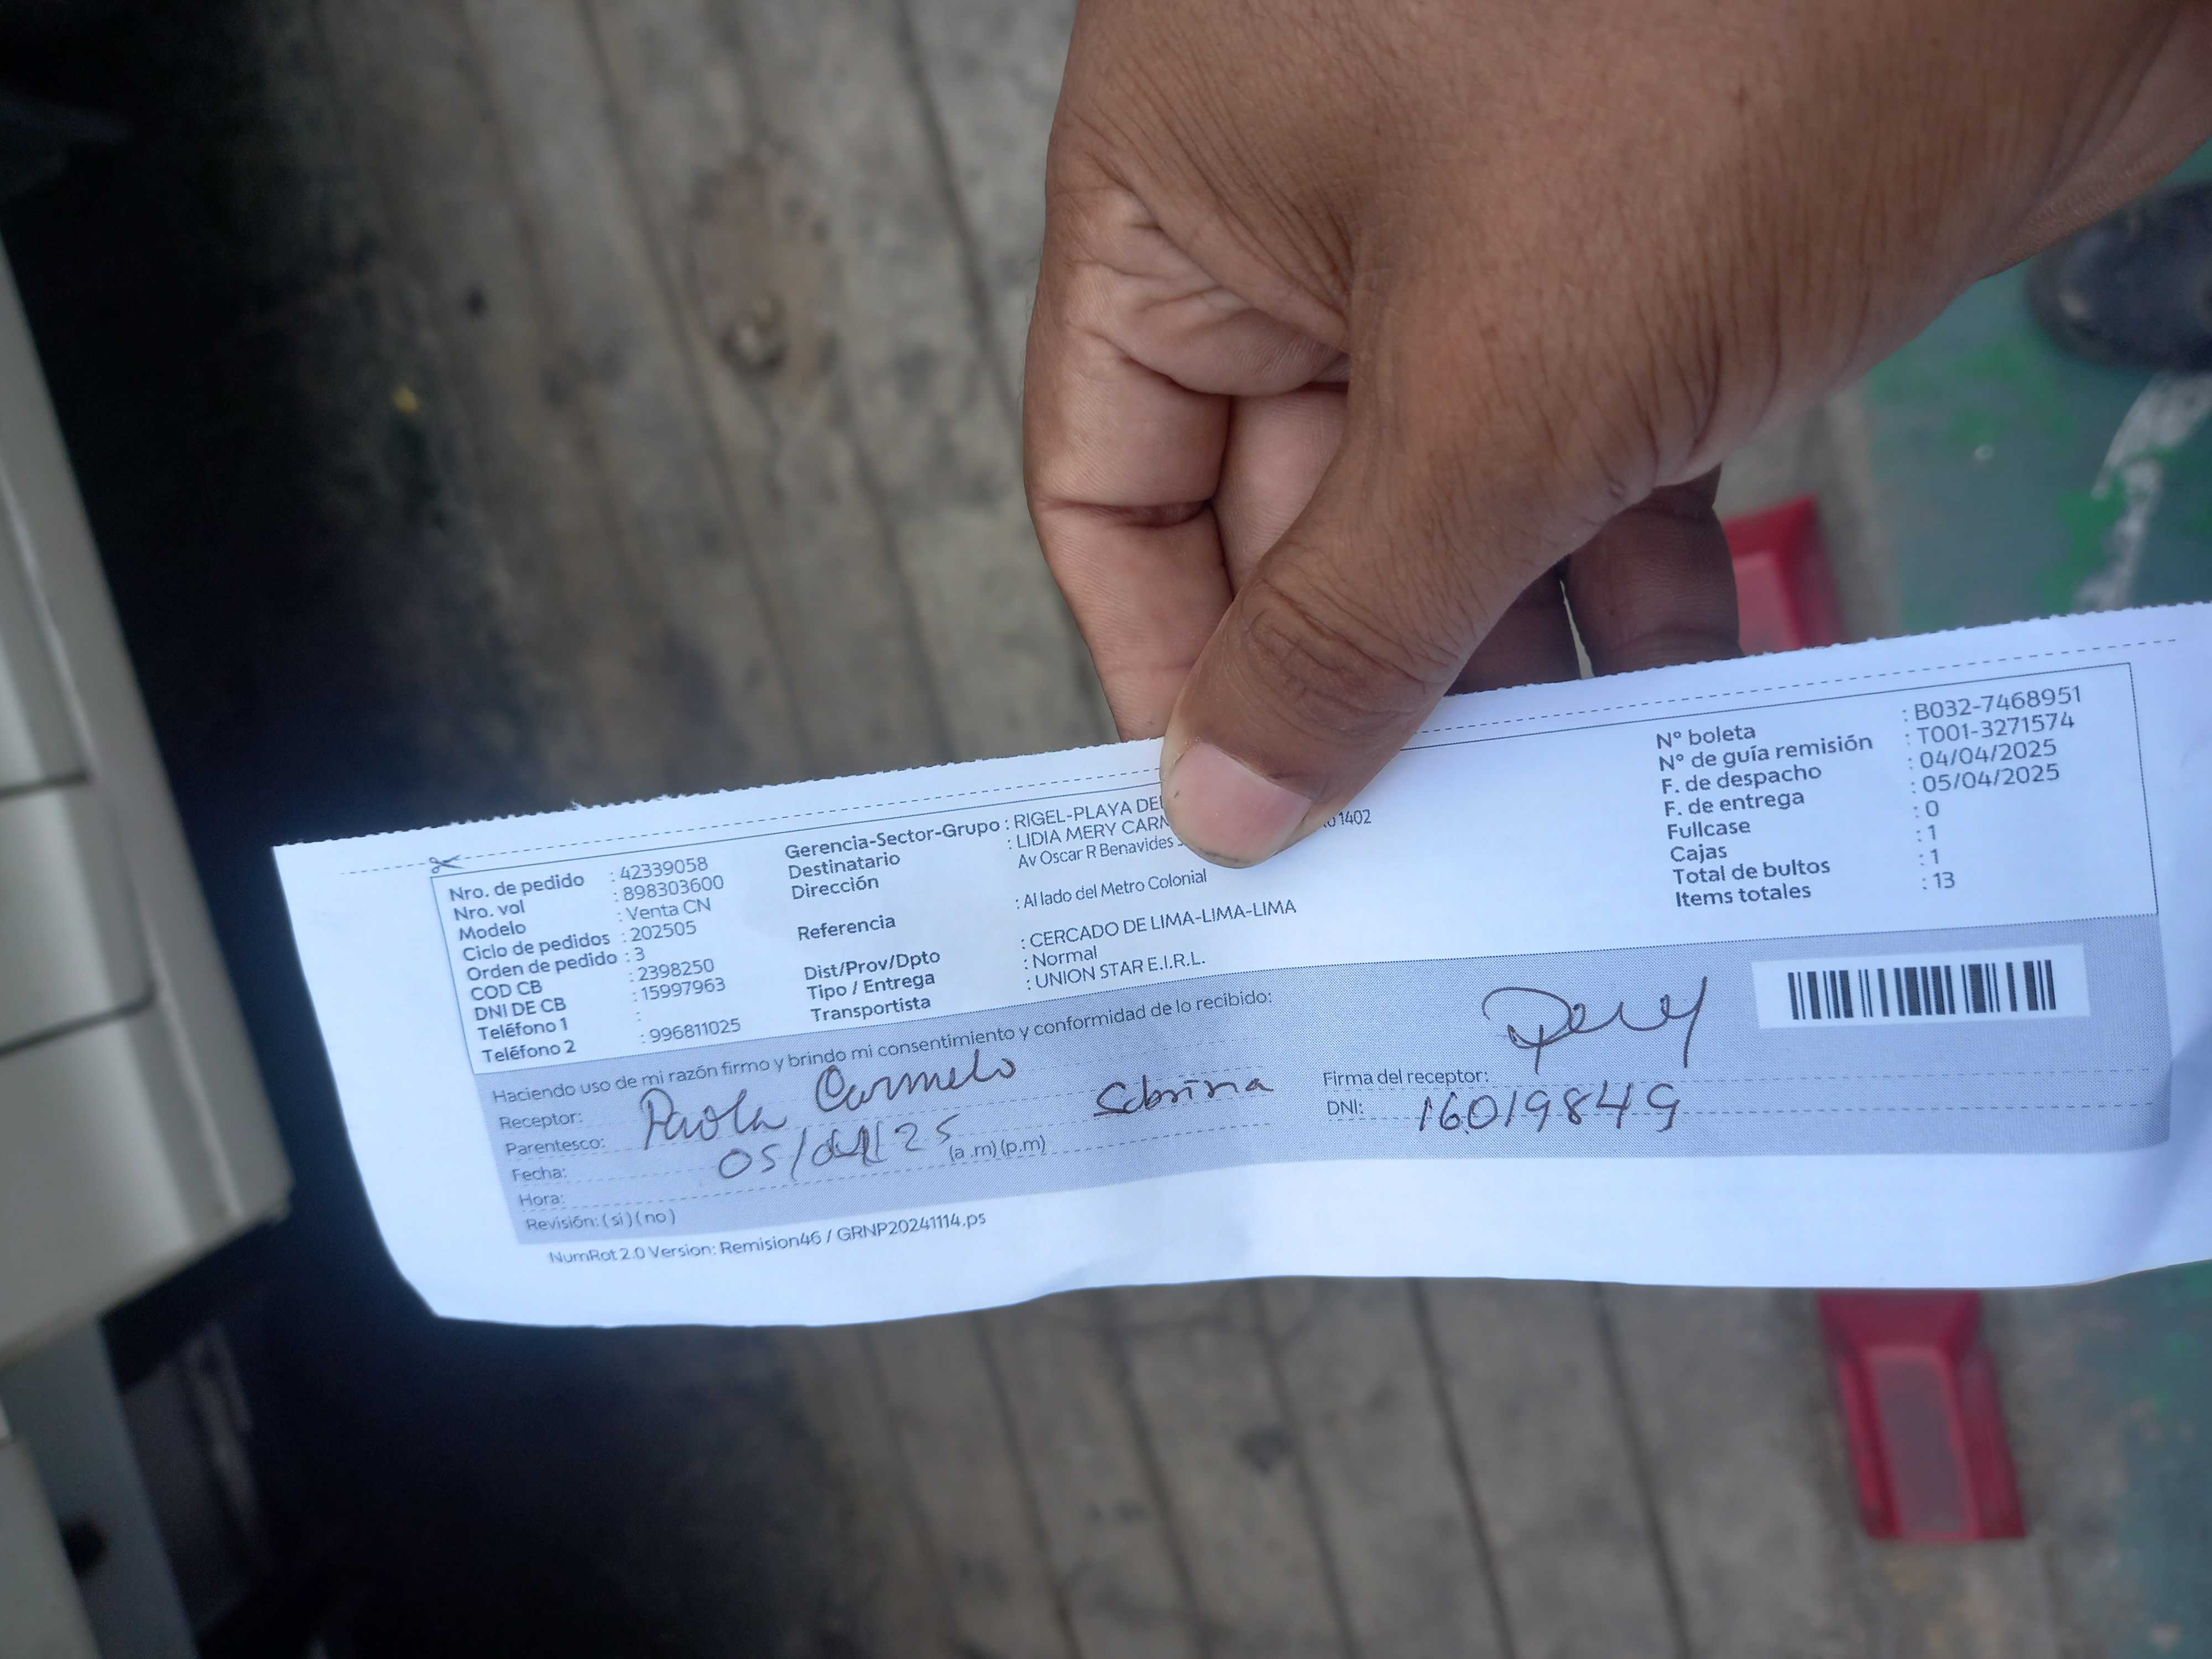 Nro. de pedido : 42339058
Nro. vol : 898303600
Modelo : Venta CN
Ciclo de pedidos : 202505
Orden de pedido : 3
COD CB : 2398250
DNI DE CB : 15997963
Teléfono 1 :
Teléfono 2 : 996811025
Gerencia-Sector-Grupo : RIGEL-PLAYA
Destinatario : LIDIA MERY
Dirección Av Oscar R Benavides 1402
Referencia : Al lado del Metro Colonial
Dist/Prov/Dpto : CERCADO DE LIMA-LIMA-LIMA
Tipo / Entrega : Normal
Transportista : UNION STAR E.I.R.L.
N° boleta : B032-7468951
N° de guía remisión : T001-3271574
F. de despacho : 04/04/2025
F. de entrega : 05/04/2025
Fullcase : 0
Cajas : 1
Total de bultos : 1
Items totales : 13
Haciendo uso de mi razón firmo y brindo mi consentimiento y conformidad de lo recibido:
Receptor: Paola Carmelo
Parentesco: Sobrina
Fecha: 05/04/25
Hora: (a .m) (p.m)
Revisión: ( si ) ( no )
Firma del receptor:
DNI: 16019849
NumRot 2.0 Version: Remision46 / GRNP20241114.ps